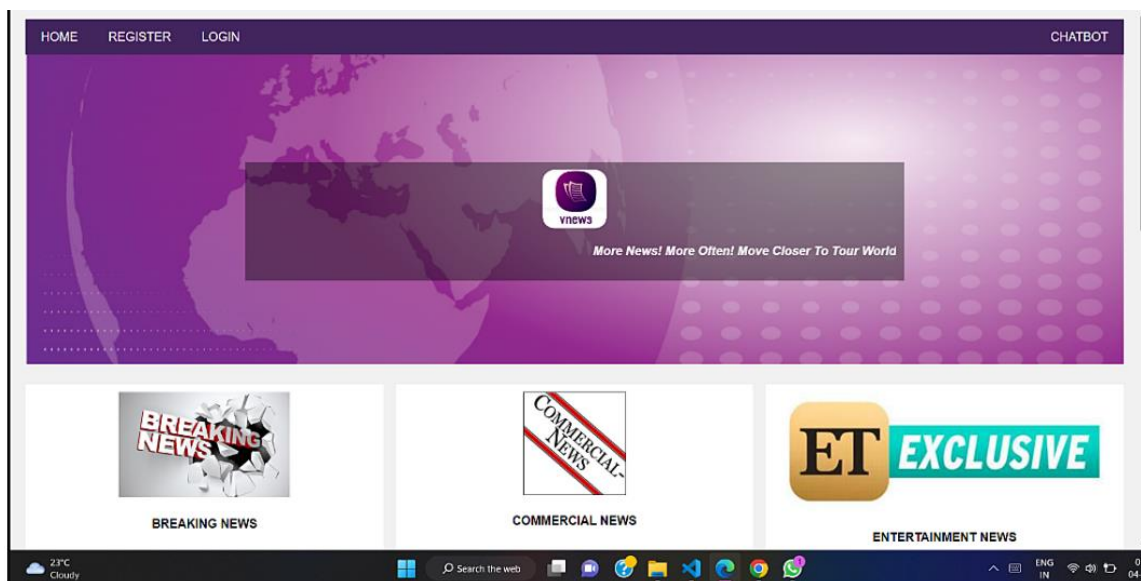 HOME REGISTER LOGIN CHATBOT
vnews
More News! More Often! Move Closer To Tour World
BREAKING NEWS
COMMERCIAL-
NEWS
ET EXCLUSIVE
BREAKING NEWS
COMMERCIAL NEWS
ENTERTAINMENT NEWS
23°C
Cloudy
Search the web
ENG
IN
04